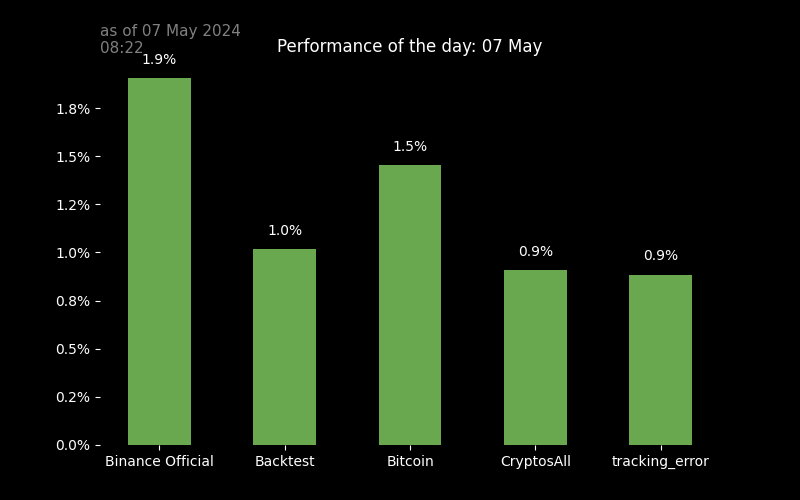 as of 07 May 2024
08:22
Performance of the day: 07 May
1.9%
1.0%
1.5%
0.9%
0.9%
1.8%
1.5%
1.2%
1.0%
0.8%
0.5%
0.2%
0.0%
Binance Official
Backtest
Bitcoin
CryptosAll
tracking_error